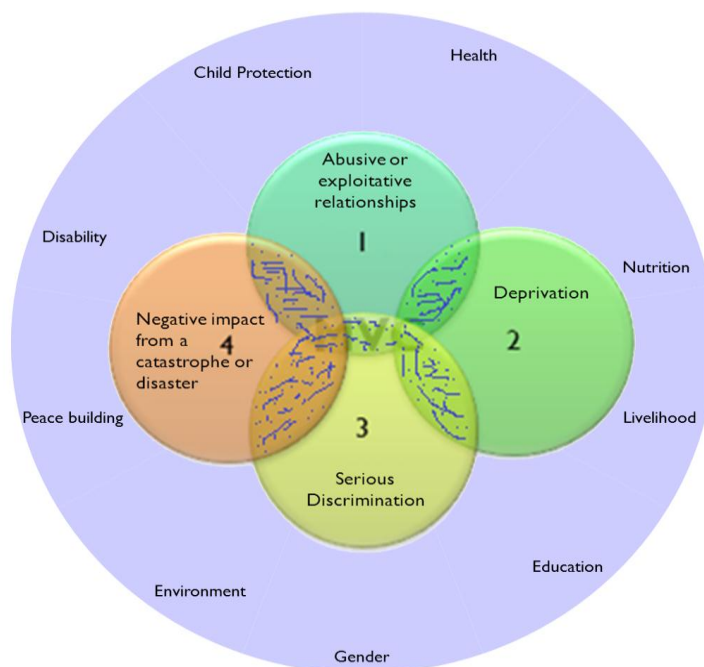 Health
Child Protection
Abusive or
exploitative
relationships
1
Disability
Nutrition
Deprivation
2
Negative impact
from a
4
catastrophe or
disaster
Peace building
Livelihood
3
Serious
Discrimination
Education
Environment
Gender